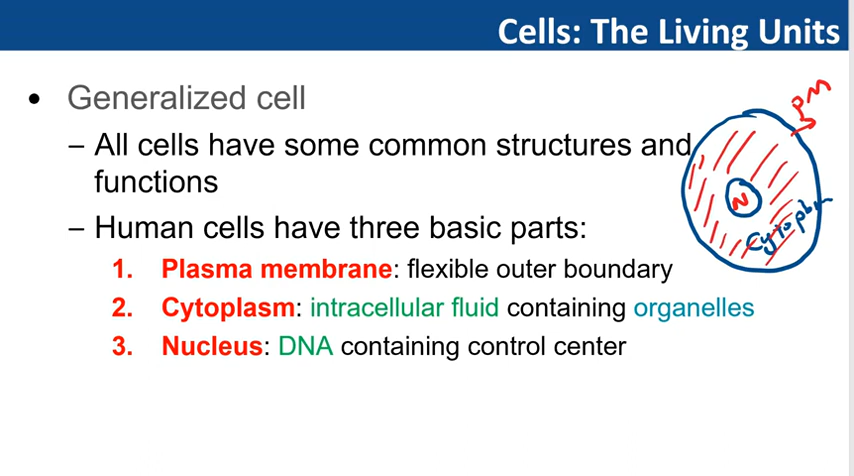 Cells: The Living Units
• Generalized cell
– All cells have some common structures and
functions
– Human cells have three basic parts:
1. Plasma membrane: flexible outer boundary
2. Cytoplasm: intracellular fluid containing organelles
3. Nucleus: DNA containing control center
PM
N